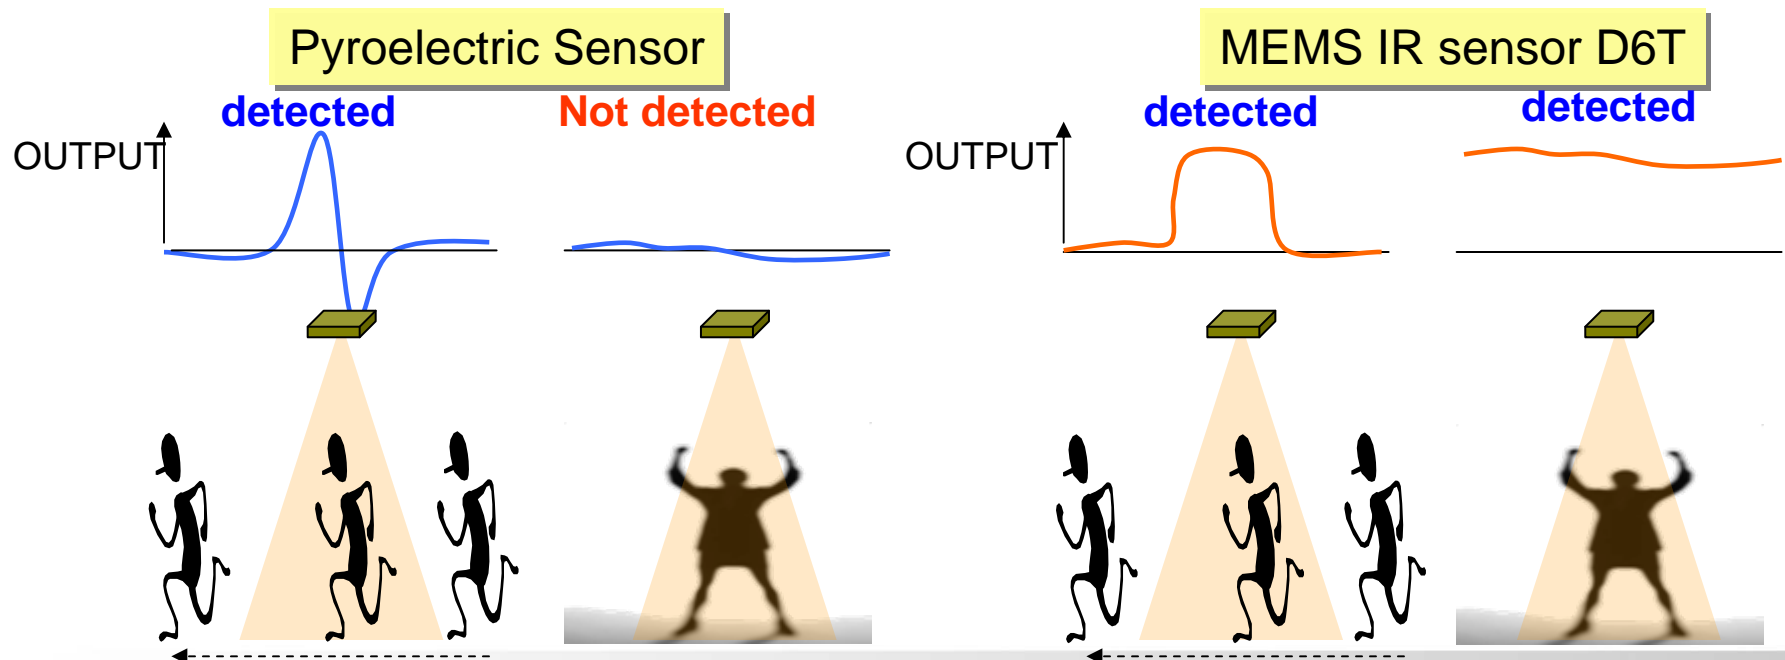 Pyroelectric Sensor
MEMS IR sensor D6T
detected
Not detected
detected
detected
OUTPUT
OUTPUT